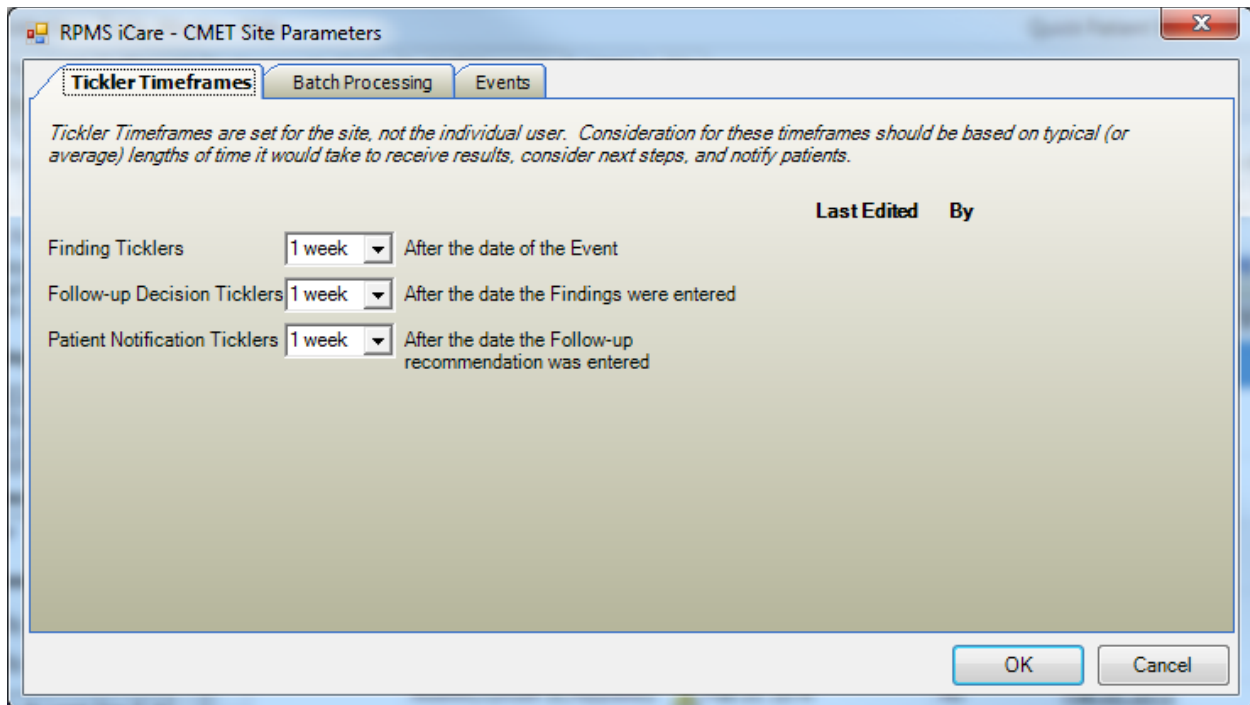 RPMS iCare - CMET Site Parameters
Tickler Timeframes Batch Processing Events
Tickler Timeframes are set for the site, not the individual user. Consideration for these timeframes should be based on typical (or
average) lengths of time it would take to receive results, consider next steps, and notify patients.
Last Edited By
Finding Ticklers 1 week After the date of the Event
Follow-up Decision Ticklers 1 week After the date the Findings were entered
Patient Notification Ticklers 1 week After the date the Follow-up
recommendation was entered
OK Cancel